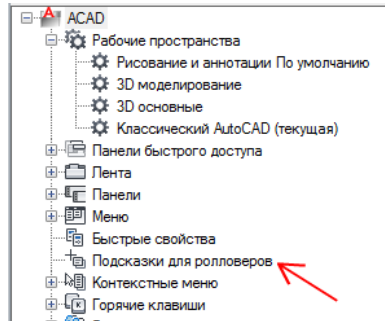 ACAD
Рабочие пространства
Рисование и аннотации По умолчанию
3D моделирование
3D основные
Классический AutoCAD (текущая)
Панели быстрого доступа
Лента
Панели
Меню
Быстрые свойства
Подсказки для ролловеров
Контекстные меню
Горячие клавиши